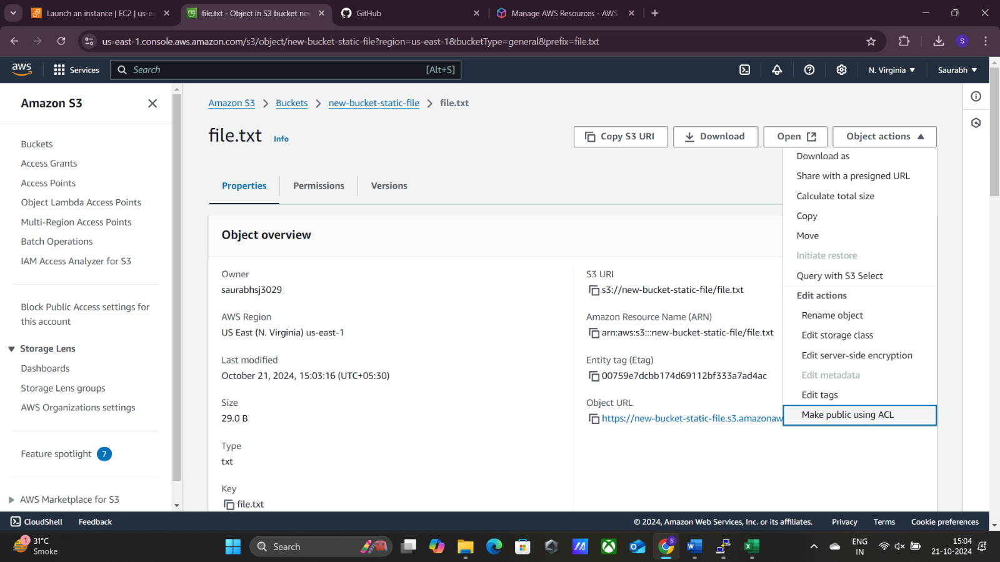 Launch an instance | EC2 | us-ea
file.txt - Object in S3 bucket new
GitHub
Manage AWS Resources - AWS
us-east-1.console.aws.amazon.com/s3/object/new-bucket-static-file?region=us-east-1&bucketType=general&prefix=file.txt
S
aws
Services
Search
[Alt+S]
N. Virginia
Saurabh
Amazon S3
Buckets
Access Grants
Access Points
Object Lambda Access Points
Multi-Region Access Points
Batch Operations
IAM Access Analyzer for S3
Block Public Access settings for
this account
Storage Lens
Dashboards
Storage Lens groups
AWS Organizations settings
Feature spotlight 7
AWS Marketplace for S3
Amazon S3 > Buckets > new-bucket-static-file > file.txt
file.txt Info
Copy S3 URI
Download
Open
Object actions
Properties
Permissions
Versions
Object overview
Owner
saurabhsj3029
AWS Region
US East (N. Virginia) us-east-1
Last modified
October 21, 2024, 15:03:16 (UTC+05:30)
Size
29.0 B
Type
txt
Key
file.txt
S3 URI
s3://new-bucket-static-file/file.txt
Amazon Resource Name (ARN)
arn:aws:s3:::new-bucket-static-file/file.txt
Entity tag (Etag)
00759e7dcbb174d69112bf333a7ad4ac
Object URL
https://new-bucket-static-file.s3.amazonaw
Download as
Share with a presigned URL
Calculate total size
Copy
Move
Initiate restore
Query with S3 Select
Edit actions
Rename object
Edit storage class
Edit server-side encryption
Edit metadata
Edit tags
Make public using ACL
CloudShell
Feedback
© 2024, Amazon Web Services, Inc. or its affiliates.
Privacy
Terms
Cookie preferences
1
31°C
Smoke
Search
S
ENG
IN
15:04
21-10-2024